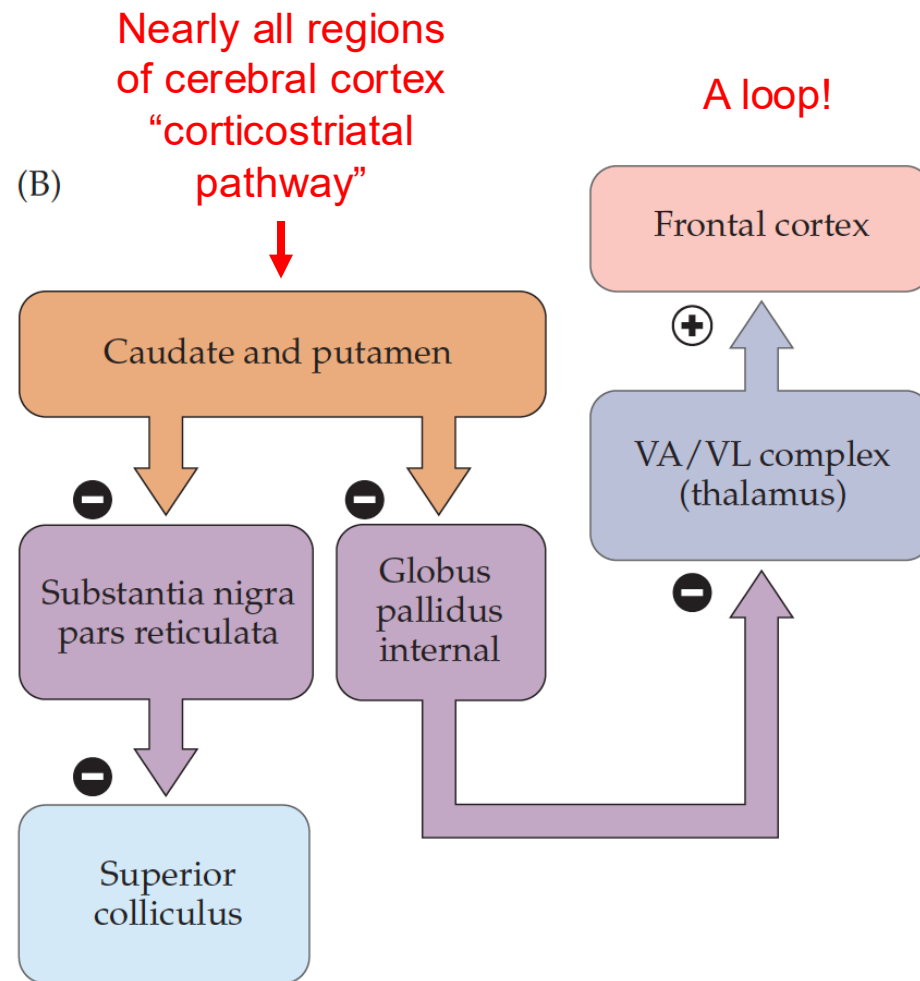 Nearly all regions
of cerebral cortex
“corticostriatal
pathway”
A loop!
(B)
Frontal cortex
+
Caudate and putamen
VA/VL complex
(thalamus)
−
−
−
Substantia nigra
pars reticulata
Globus
pallidus
internal
−
Superior
colliculus